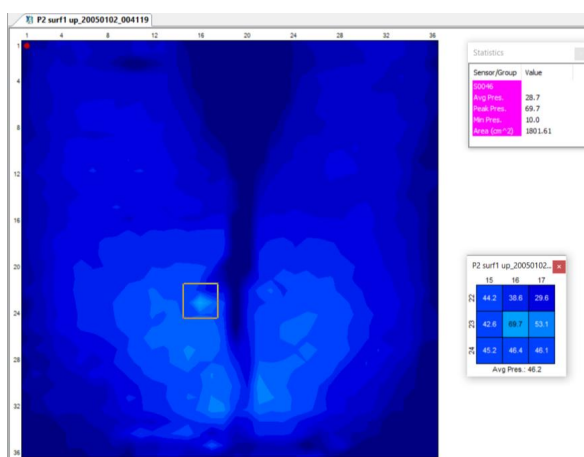 P2 surf1 up_20050102_004119
1 4 8 12 16 20 24 28 32 36
1
4
8
12
16
20
24
28
32
36
Statistics
Sensor/Group Value
S0046
Avg Pres. 28.7
Peak Pres. 69.7
Min Pres. 10.0
Area (cm^2) 1801.61
P2 surf1 up_20050102... x
15 16 17
22 44.2 38.6 29.6
23 42.6 69.7 53.1
24 45.2 46.4 46.1
Avg Pres.: 46.2